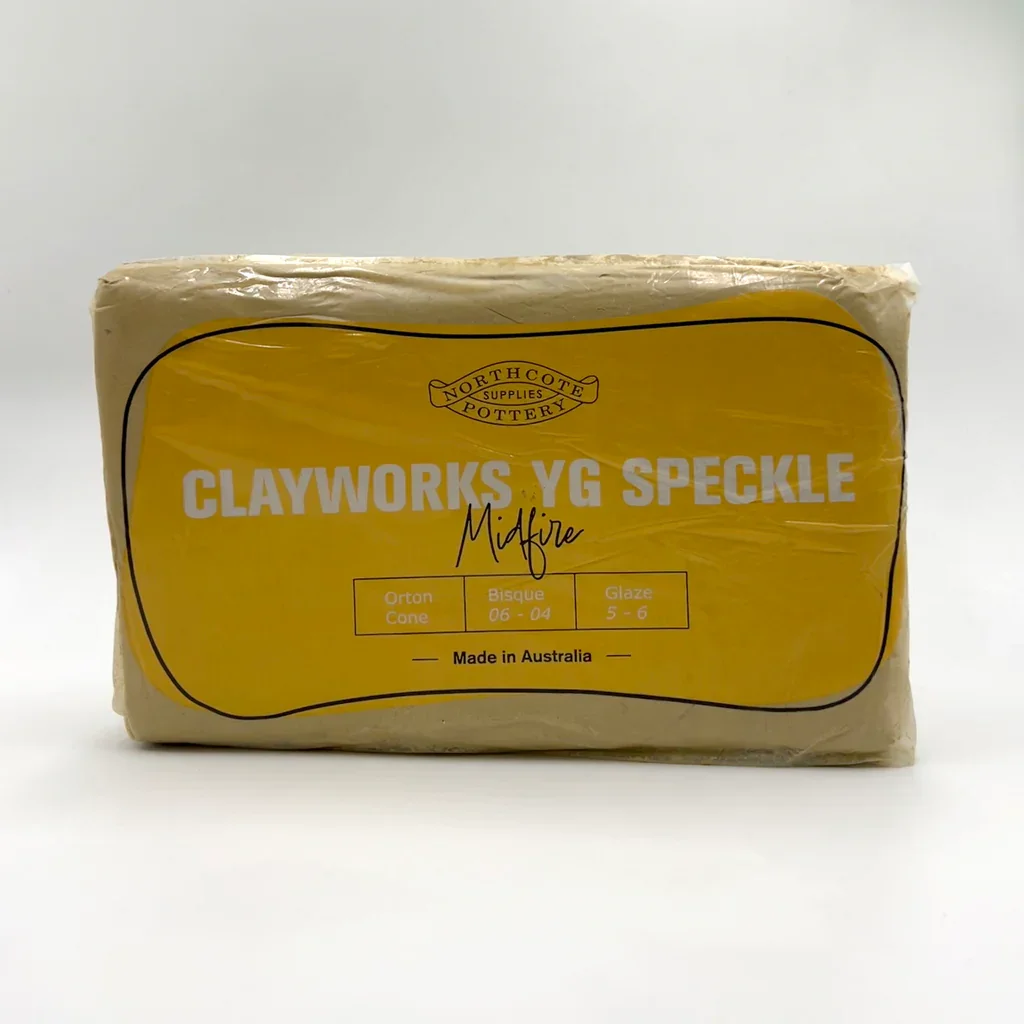 NORTHCOTE
SUPPLIES
POTTERY
CLAYWORKS YG SPECKLE
Midfire
Orton Cone
Bisque 06 - 04
Glaze 5 - 6
Made in Australia